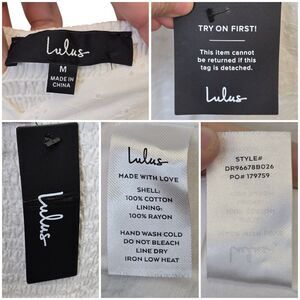 Lulus
M
MADE IN
CHINA
TRY ON FIRST!
This item cannot
be returned if this
tag is detached.
Lulus
Lulus
Lulus
MADE WITH LOVE
SHELL:
100% COTTON
LINING:
100% RAYON
HAND WASH COLD
DO NOT BLEACH
LINE DRY
IRON LOW HEAT
STYLE#
DR96678B026
PO# 179759